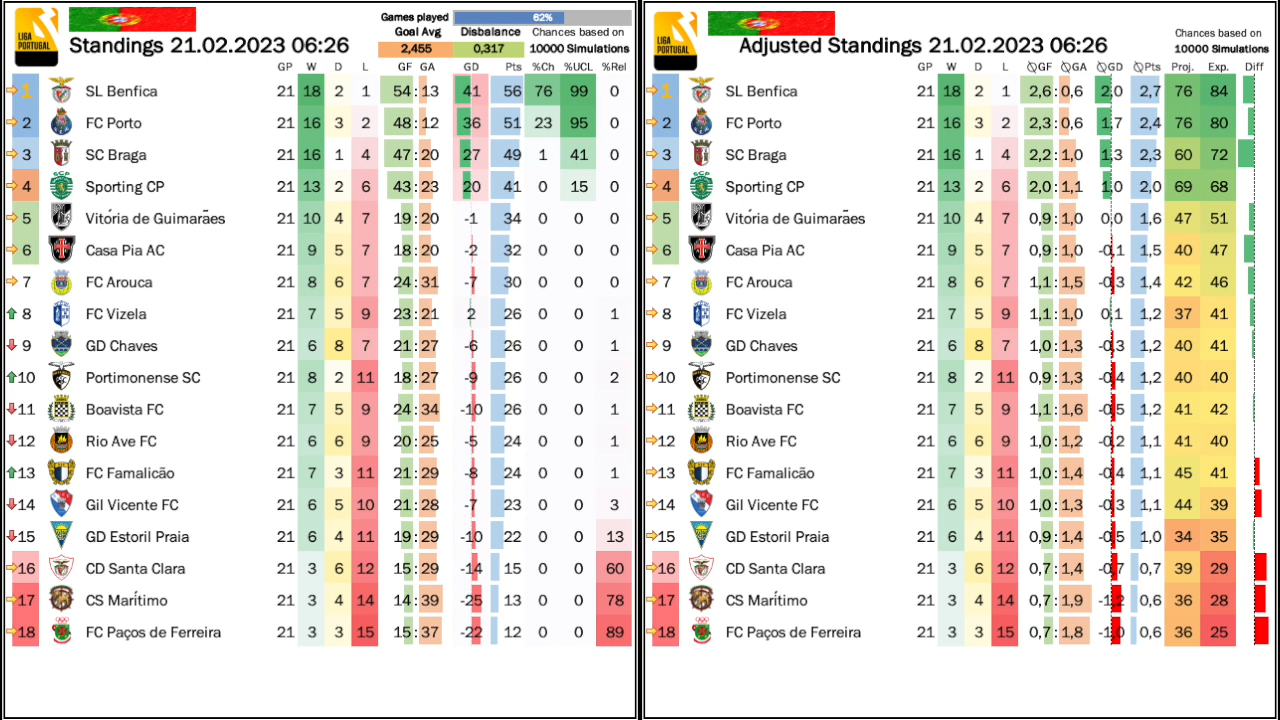 LIGA PORTUGAL
Standings 21.02.2023 06:26
Games played 62%
Goal Avg Disbalance Chances based on
2,455 0,317 10000 Simulations
GP W D L GF GA GD Pts %Ch %UCL %Rel
1 SL Benfica 21 18 2 1 54 : 13 41 56 76 99 0
2 FC Porto 21 16 3 2 48 : 12 36 51 23 95 0
3 SC Braga 21 16 1 4 47 : 20 27 49 1 41 0
4 Sporting CP 21 13 2 6 43 : 23 20 41 0 15 0
5 Vitória de Guimarães 21 10 4 7 19 : 20 -1 34 0 0 0
6 Casa Pia AC 21 9 5 7 18 : 20 -2 32 0 0 0
7 FC Arouca 21 8 6 7 24 : 31 -7 30 0 0 0
8 FC Vizela 21 7 5 9 23 : 21 2 26 0 0 1
9 GD Chaves 21 6 8 7 21 : 27 -6 26 0 0 1
10 Portimonense SC 21 8 2 11 18 : 27 -9 26 0 0 2
11 Boavista FC 21 7 5 9 24 : 34 -10 26 0 0 1
12 Rio Ave FC 21 6 6 9 20 : 25 -5 24 0 0 1
13 FC Famalicão 21 7 3 11 21 : 29 -8 24 0 0 1
14 Gil Vicente FC 21 6 5 10 21 : 28 -7 23 0 0 3
15 GD Estoril Praia 21 6 4 11 19 : 29 -10 22 0 0 13
16 CD Santa Clara 21 3 6 12 15 : 29 -14 15 0 0 60
17 CS Marítimo 21 3 4 14 14 : 39 -25 13 0 0 78
18 FC Paços de Ferreira 21 3 3 15 15 : 37 -22 12 0 0 89
LIGA PORTUGAL
Adjusted Standings 21.02.2023 06:26
Chances based on
10000 Simulations
GP W D L ∅GF ∅GA ∅GD ∅Pts Proj. Exp. Diff
1 SL Benfica 21 18 2 1 2,6 : 0,6 2,0 2,7 76 84
2 FC Porto 21 16 3 2 2,3 : 0,6 1,7 2,4 76 80
3 SC Braga 21 16 1 4 2,2 : 1,0 1,3 2,3 60 72
4 Sporting CP 21 13 2 6 2,0 : 1,1 1,0 2,0 69 68
5 Vitória de Guimarães 21 10 4 7 0,9 : 1,0 0,0 1,6 47 51
6 Casa Pia AC 21 9 5 7 0,9 : 1,0 -0,1 1,5 40 47
7 FC Arouca 21 8 6 7 1,1 : 1,5 -0,3 1,4 42 46
8 FC Vizela 21 7 5 9 1,1 : 1,0 0,1 1,2 37 41
9 GD Chaves 21 6 8 7 1,0 : 1,3 -0,3 1,2 40 41
10 Portimonense SC 21 8 2 11 0,9 : 1,3 -0,4 1,2 40 40
11 Boavista FC 21 7 5 9 1,1 : 1,6 -0,5 1,2 41 42
12 Rio Ave FC 21 6 6 9 1,0 : 1,2 -0,2 1,1 41 40
13 FC Famalicão 21 7 3 11 1,0 : 1,4 -0,4 1,1 45 41
14 Gil Vicente FC 21 6 5 10 1,0 : 1,3 -0,3 1,1 44 39
15 GD Estoril Praia 21 6 4 11 0,9 : 1,4 -0,5 1,0 34 35
16 CD Santa Clara 21 3 6 12 0,7 : 1,4 -0,7 0,7 39 29
17 CS Marítimo 21 3 4 14 0,7 : 1,9 -1,2 0,6 36 28
18 FC Paços de Ferreira 21 3 3 15 0,7 : 1,8 -1,0 0,6 36 25